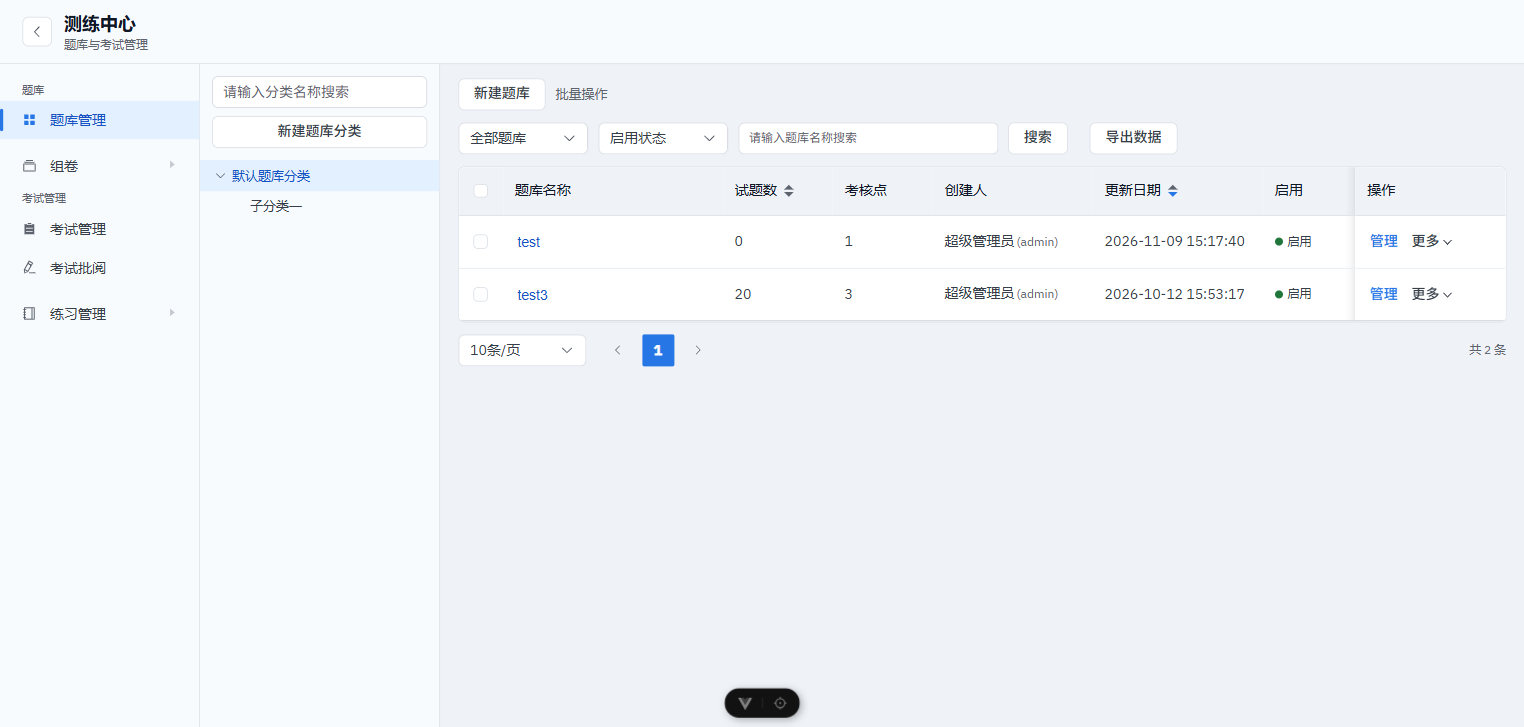 测练中心
题库与考试管理
题库
题库管理
组卷
考试管理
考试管理
考试批阅
练习管理
请输入分类名称搜索
新建题库分类
默认题库分类
子分类一
新建题库 批量操作
全部题库 启用状态 请输入题库名称搜索 搜索 导出数据
题库名称 试题数 考核点 创建人 更新日期 启用 操作
test 0 1 超级管理员 (admin) 2026-11-09 15:17:40 启用 管理 更多
test3 20 3 超级管理员 (admin) 2026-10-12 15:53:17 启用 管理 更多
10条/页 1 共 2 条